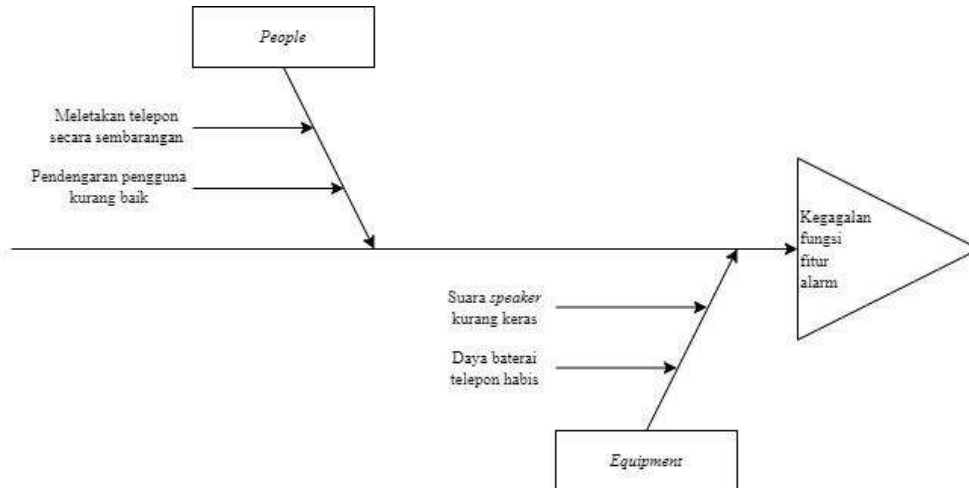 People
Meletakan telepon
secara sembarangan
Pendengaran pengguna
kurang baik
Kegagalan
fungsi
fitur
alarm
Suara speaker
kurang keras
Daya baterai
telepon habis
Equipment